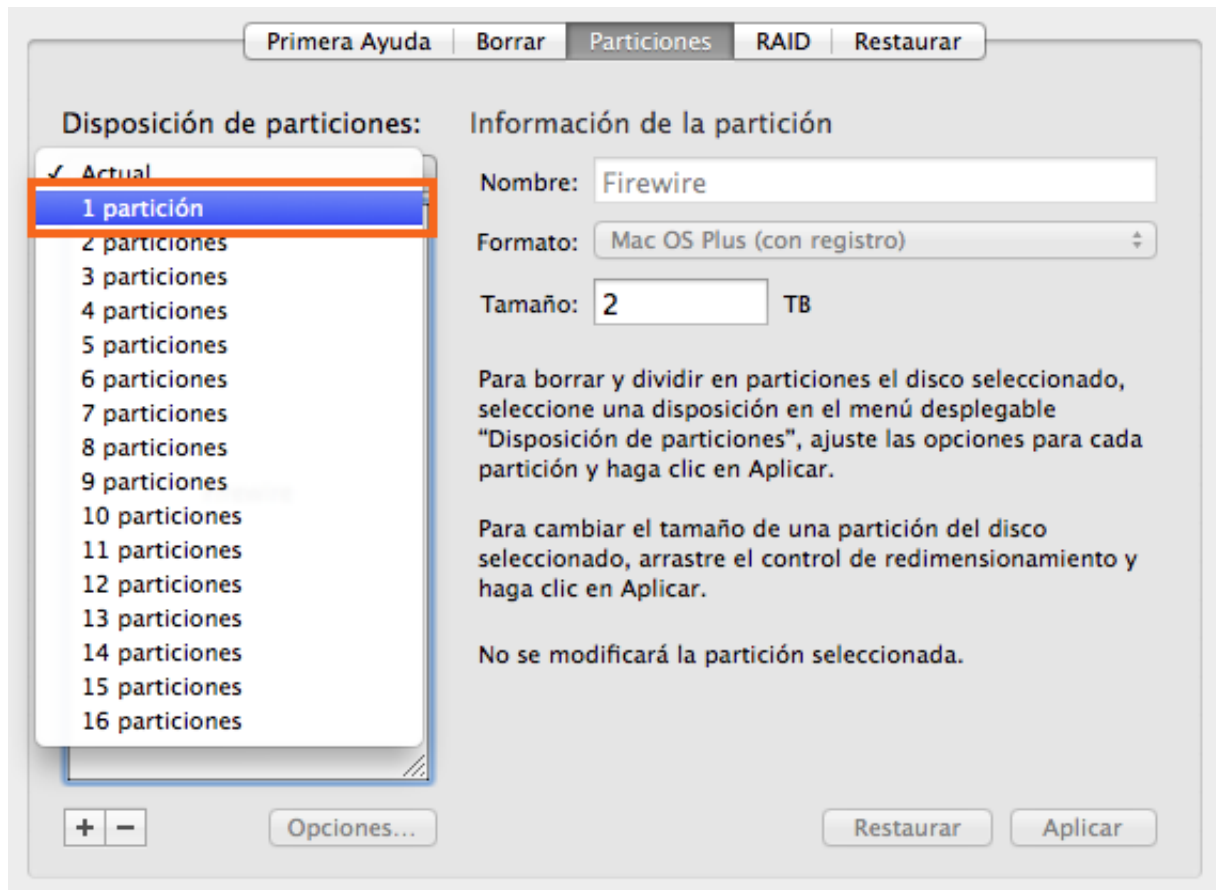 Primera Ayuda Borrar Particiones RAID Restaurar
Disposición de particiones:
✓ Actual
1 partición
2 particiones
3 particiones
4 particiones
5 particiones
6 particiones
7 particiones
8 particiones
9 particiones
10 particiones
11 particiones
12 particiones
13 particiones
14 particiones
15 particiones
16 particiones
+ −
Opciones...
Información de la partición
Nombre: Firewire
Formato: Mac OS Plus (con registro)
Tamaño: 2 TB
Para borrar y dividir en particiones el disco seleccionado,
seleccione una disposición en el menú desplegable
“Disposición de particiones”, ajuste las opciones para cada
partición y haga clic en Aplicar.
Para cambiar el tamaño de una partición del disco
seleccionado, arrastre el control de redimensionamiento y
haga clic en Aplicar.
No se modificará la partición seleccionada.
Restaurar Aplicar